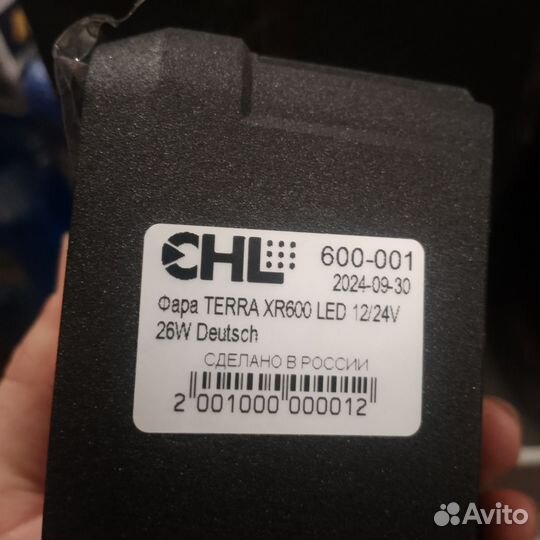 CHL 600-001
2024-09-30
Фара TERRA XR600 LED 12/24V
26W Deutsch
СДЕЛАНО В РОССИИ
2 001000 000012
Avito